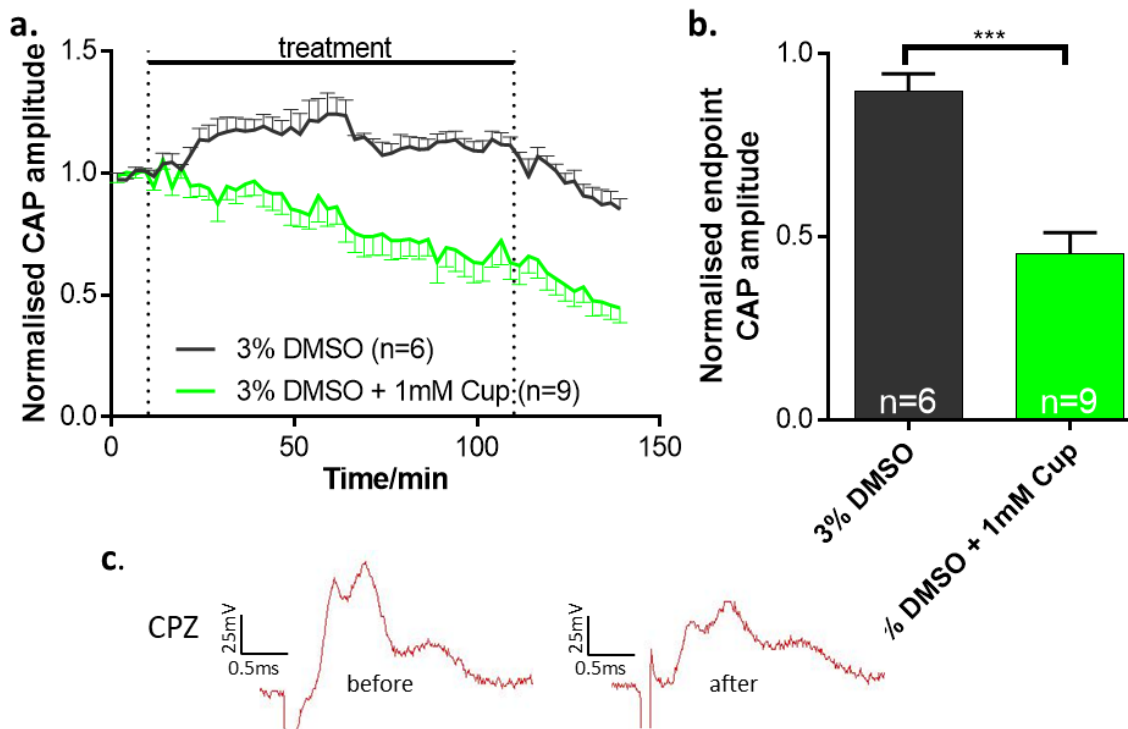 a.
Normalised CAP amplitude
1.5
1.0
0.5
0.0
treatment
3% DMSO (n=6)
3% DMSO + 1mM Cup (n=9)
0
50
100
150
Time/min
b.
Normalised endpoint
CAP amplitude
1.0
0.5
0.0
***
n=6
n=9
3% DMSO
% DMSO + 1mM Cup
c.
CPZ
25mV
0.5ms
before
25mV
0.5ms
after